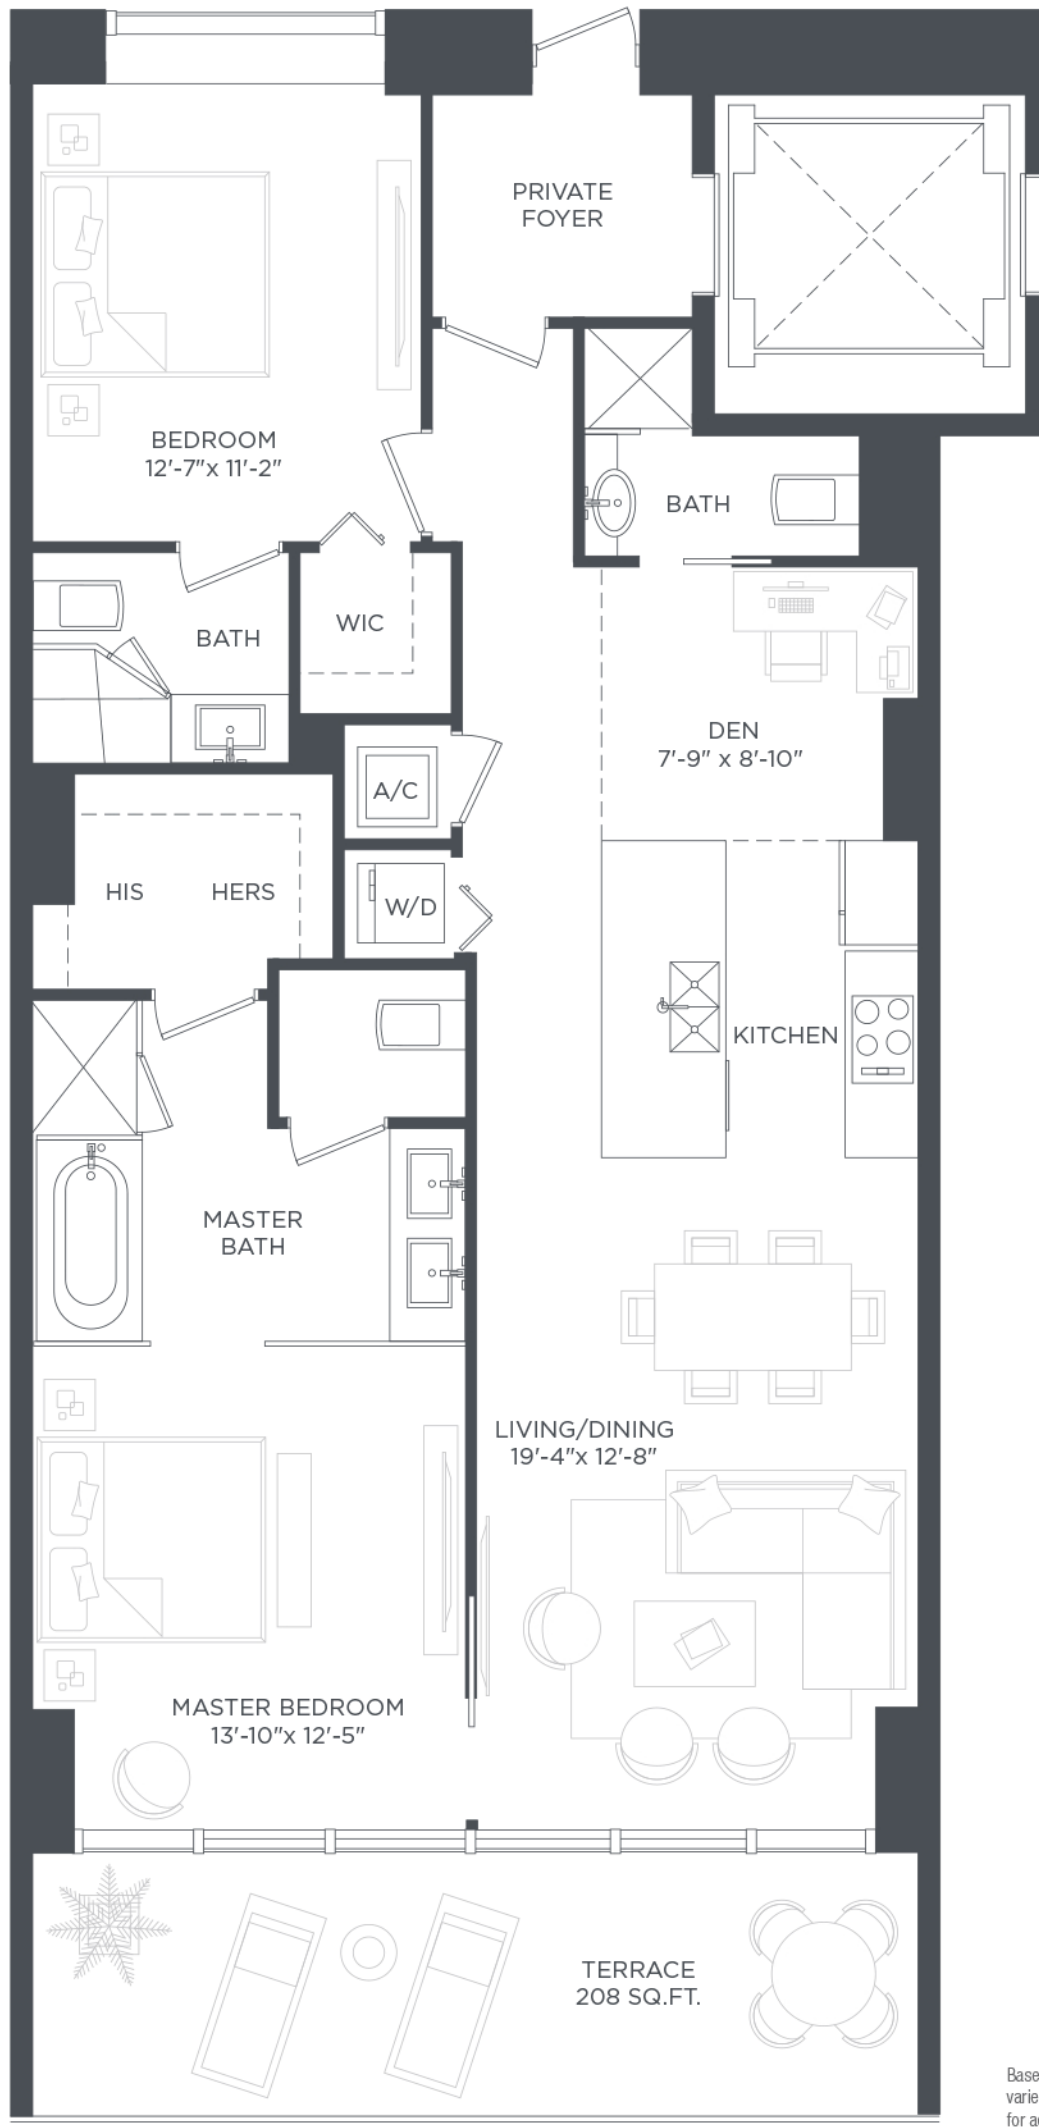 PRIVATE
FOYER
BEDROOM
12'-7"x 11'-2"
BATH
BATH
WIC
DEN
7'-9" x 8'-10"
A/C
HIS HERS
W/D
KITCHEN
MASTER
BATH
LIVING/DINING
19'-4"x 12'-8"
MASTER BEDROOM
13'-10"x 12'-5"
TERRACE
208 SQ.FT.
Base
varie
for a